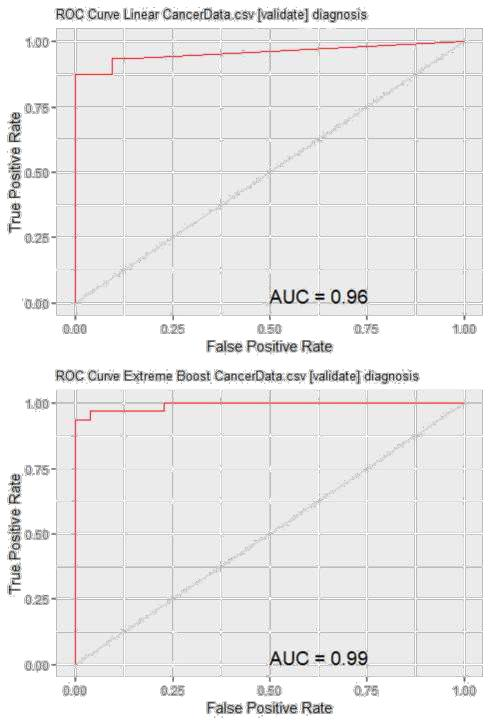 ROC Curve Linear CancerData.csv [validate] diagnosis
1.00
0.75
0.50
0.25
0.00
True Positive Rate
AUC = 0.96
0.00 0.25 0.50 0.75 1.00
False Positive Rate
ROC Curve Extreme Boost CancerData.csv [validate] diagnosis
1.00
0.75
0.50
0.25
0.00
True Positive Rate
AUC = 0.99
0.00 0.25 0.50 0.75 1.00
False Positive Rate